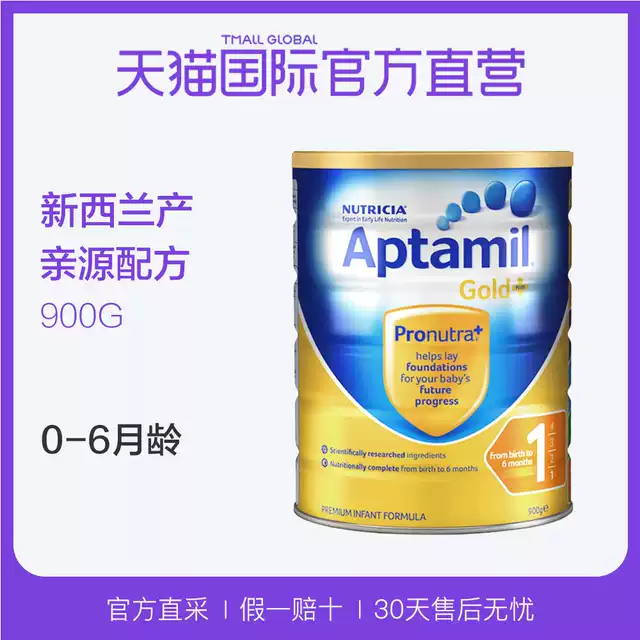 TMALL GLOBAL
天猫国际官方直营
新西兰产
亲源配方
900G
0-6月龄
NUTRICIA
Expert in Early Life Nutrition
Aptamil
Gold+
Pronutra+
helps lay
foundations
for your baby's
future
progress
Scientifically researched ingredients
Nutritionally complete from birth to 6 months
From birth to
6 months
1
PREMIUM INFANT FORMULA
900g℮
官方直采 | 假一赔十 | 30天售后无忧